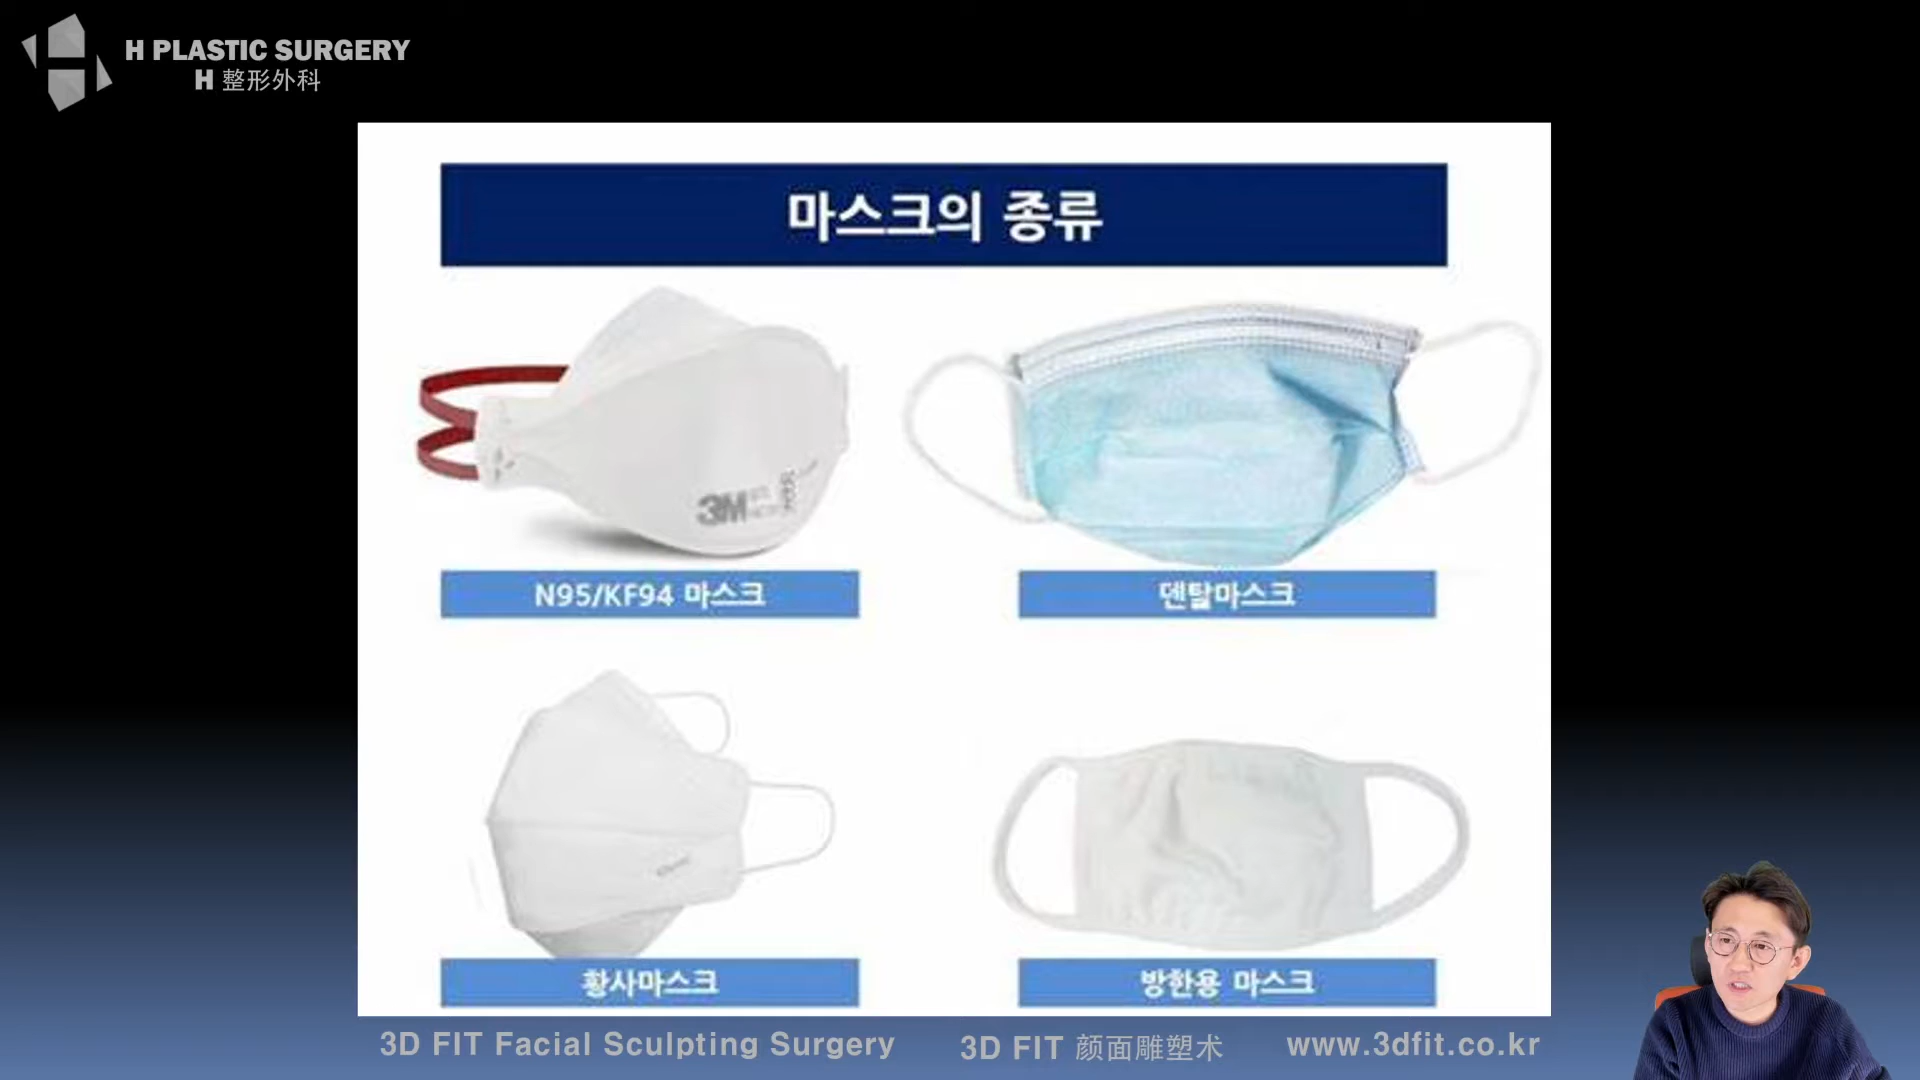 H PLASTIC SURGERY
H 整形外科
마스크의 종류
3M
N95/KF94 마스크
덴탈마스크
황사마스크
방한용 마스크
3D FIT Facial Sculpting Surgery
3D FIT 颜面雕塑术
www.3dfit.co.kr